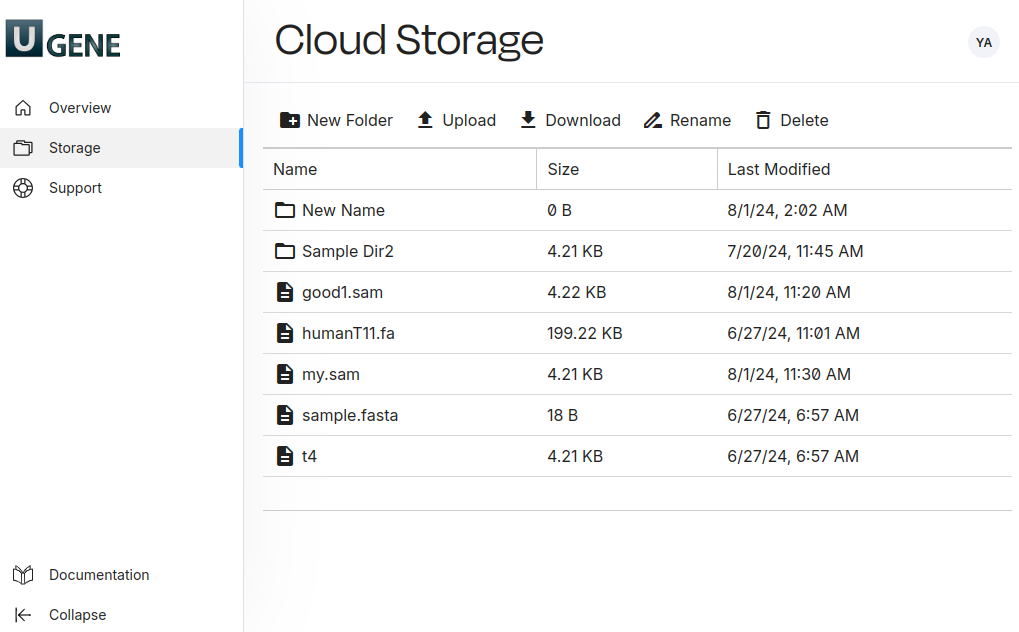 UGENE
Cloud Storage
YA
Overview
Storage
Support
New Folder Upload Download Rename Delete
Name Size Last Modified
New Name 0 B 8/1/24, 2:02 AM
Sample Dir2 4.21 KB 7/20/24, 11:45 AM
good1.sam 4.22 KB 8/1/24, 11:20 AM
humanT11.fa 199.22 KB 6/27/24, 11:01 AM
my.sam 4.21 KB 8/1/24, 11:30 AM
sample.fasta 18 B 6/27/24, 6:57 AM
t4 4.21 KB 6/27/24, 6:57 AM
Documentation
Collapse